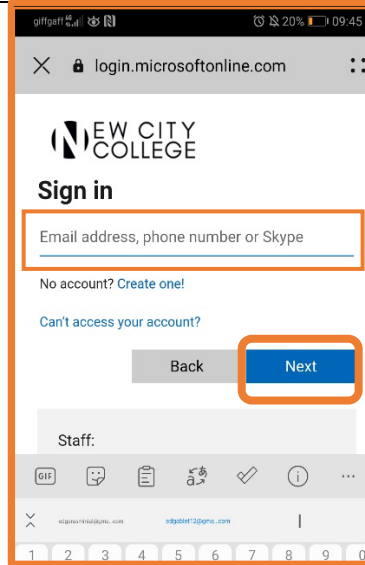 giffgaff 20% 09:45
login.microsoftonline.com
NEW CITY
COLLEGE
Sign in
Email address, phone number or Skype
No account? Create one!
Can't access your account?
Back Next
Staff:
GIF
1 2 3 4 5 6 7 8 9 0